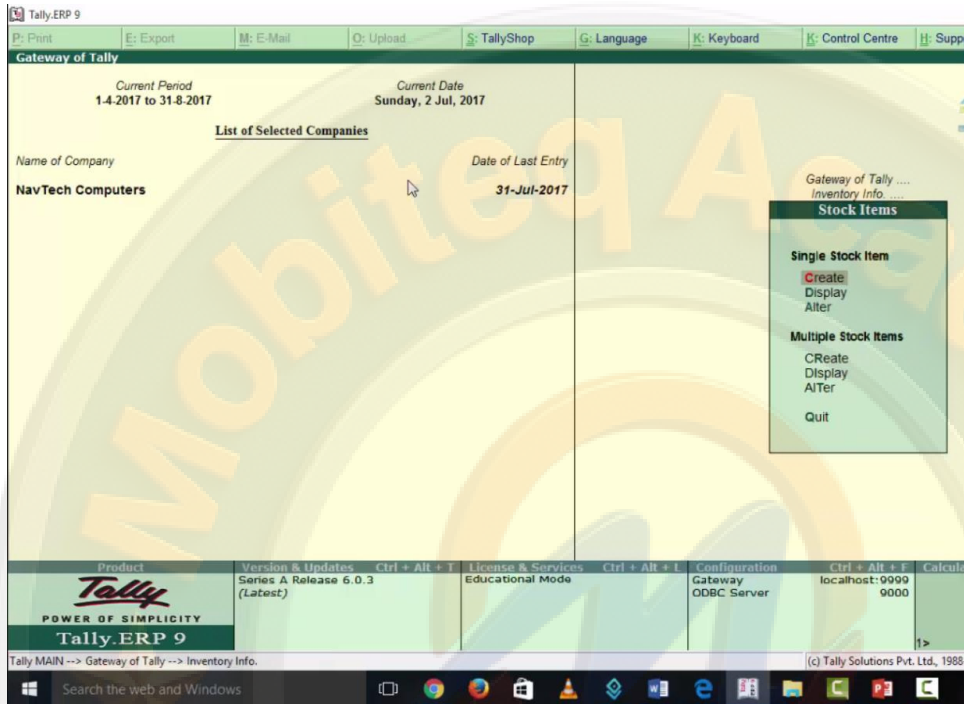 Tally.ERP 9
P: Print E: Export M: E-Mail O: Upload S: TallyShop G: Language K: Keyboard K: Control Centre H: Supp
Gateway of Tally
Current Period Current Date
1-4-2017 to 31-8-2017 Sunday, 2 Jul, 2017
List of Selected Companies
Name of Company Date of Last Entry
NavTech Computers 31-Jul-2017
Gateway of Tally ....
Inventory Info. ....
Stock Items
Single Stock Item
Create
Display
Alter
Multiple Stock Items
CReate
DIsplay
AlTer
Quit
Mobiteq Aca
Product Version & Updates Ctrl + Alt + T License & Services Ctrl + Alt + L Configuration Ctrl + Alt + F Calcula
Series A Release 6.0.3 Educational Mode Gateway localhost:9999
(Latest) ODBC Server 9000
Tally
POWER OF SIMPLICITY
Tally.ERP 9
1>
Tally MAIN --> Gateway of Tally --> Inventory Info. (c) Tally Solutions Pvt. Ltd., 1988
Search the web and Windows